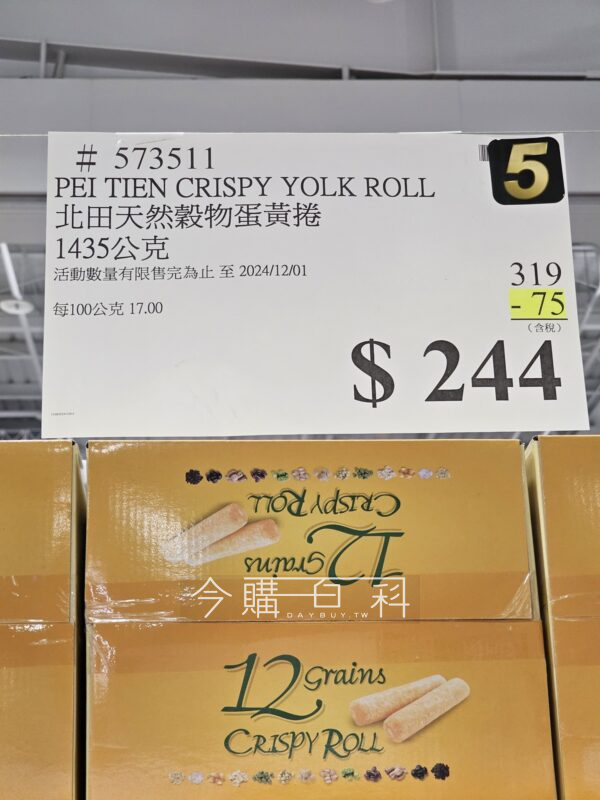 # 573511
5
PEI TIEN CRISPY YOLK ROLL
北田天然穀物蛋黃捲
1435公克
活動數量有限售完為止 至 2024/12/01
319
- 75
每100公克 17.00
(含稅)
$ 244
12 Grains
CRISPY ROLL
今購百科
DAYBUY.TW
12 Grains
CRISPY ROLL